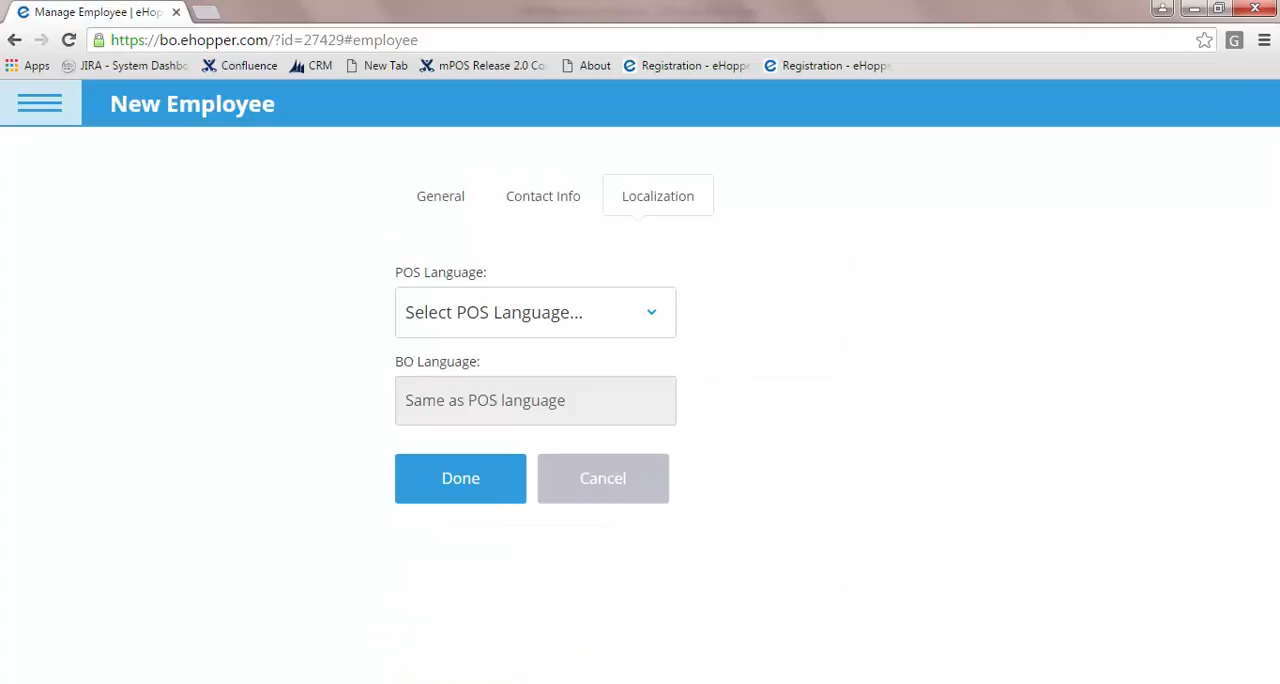 Manage Employee | eHop
https://bo.ehopper.com/?id=27429#employee
G
Apps JIRA - System Dashbo Confluence CRM New Tab mPOS Release 2.0 Co About Registration - eHopp Registration - eHopp
New Employee
General Contact Info Localization
POS Language:
Select POS Language...
BO Language:
Same as POS language
Done Cancel